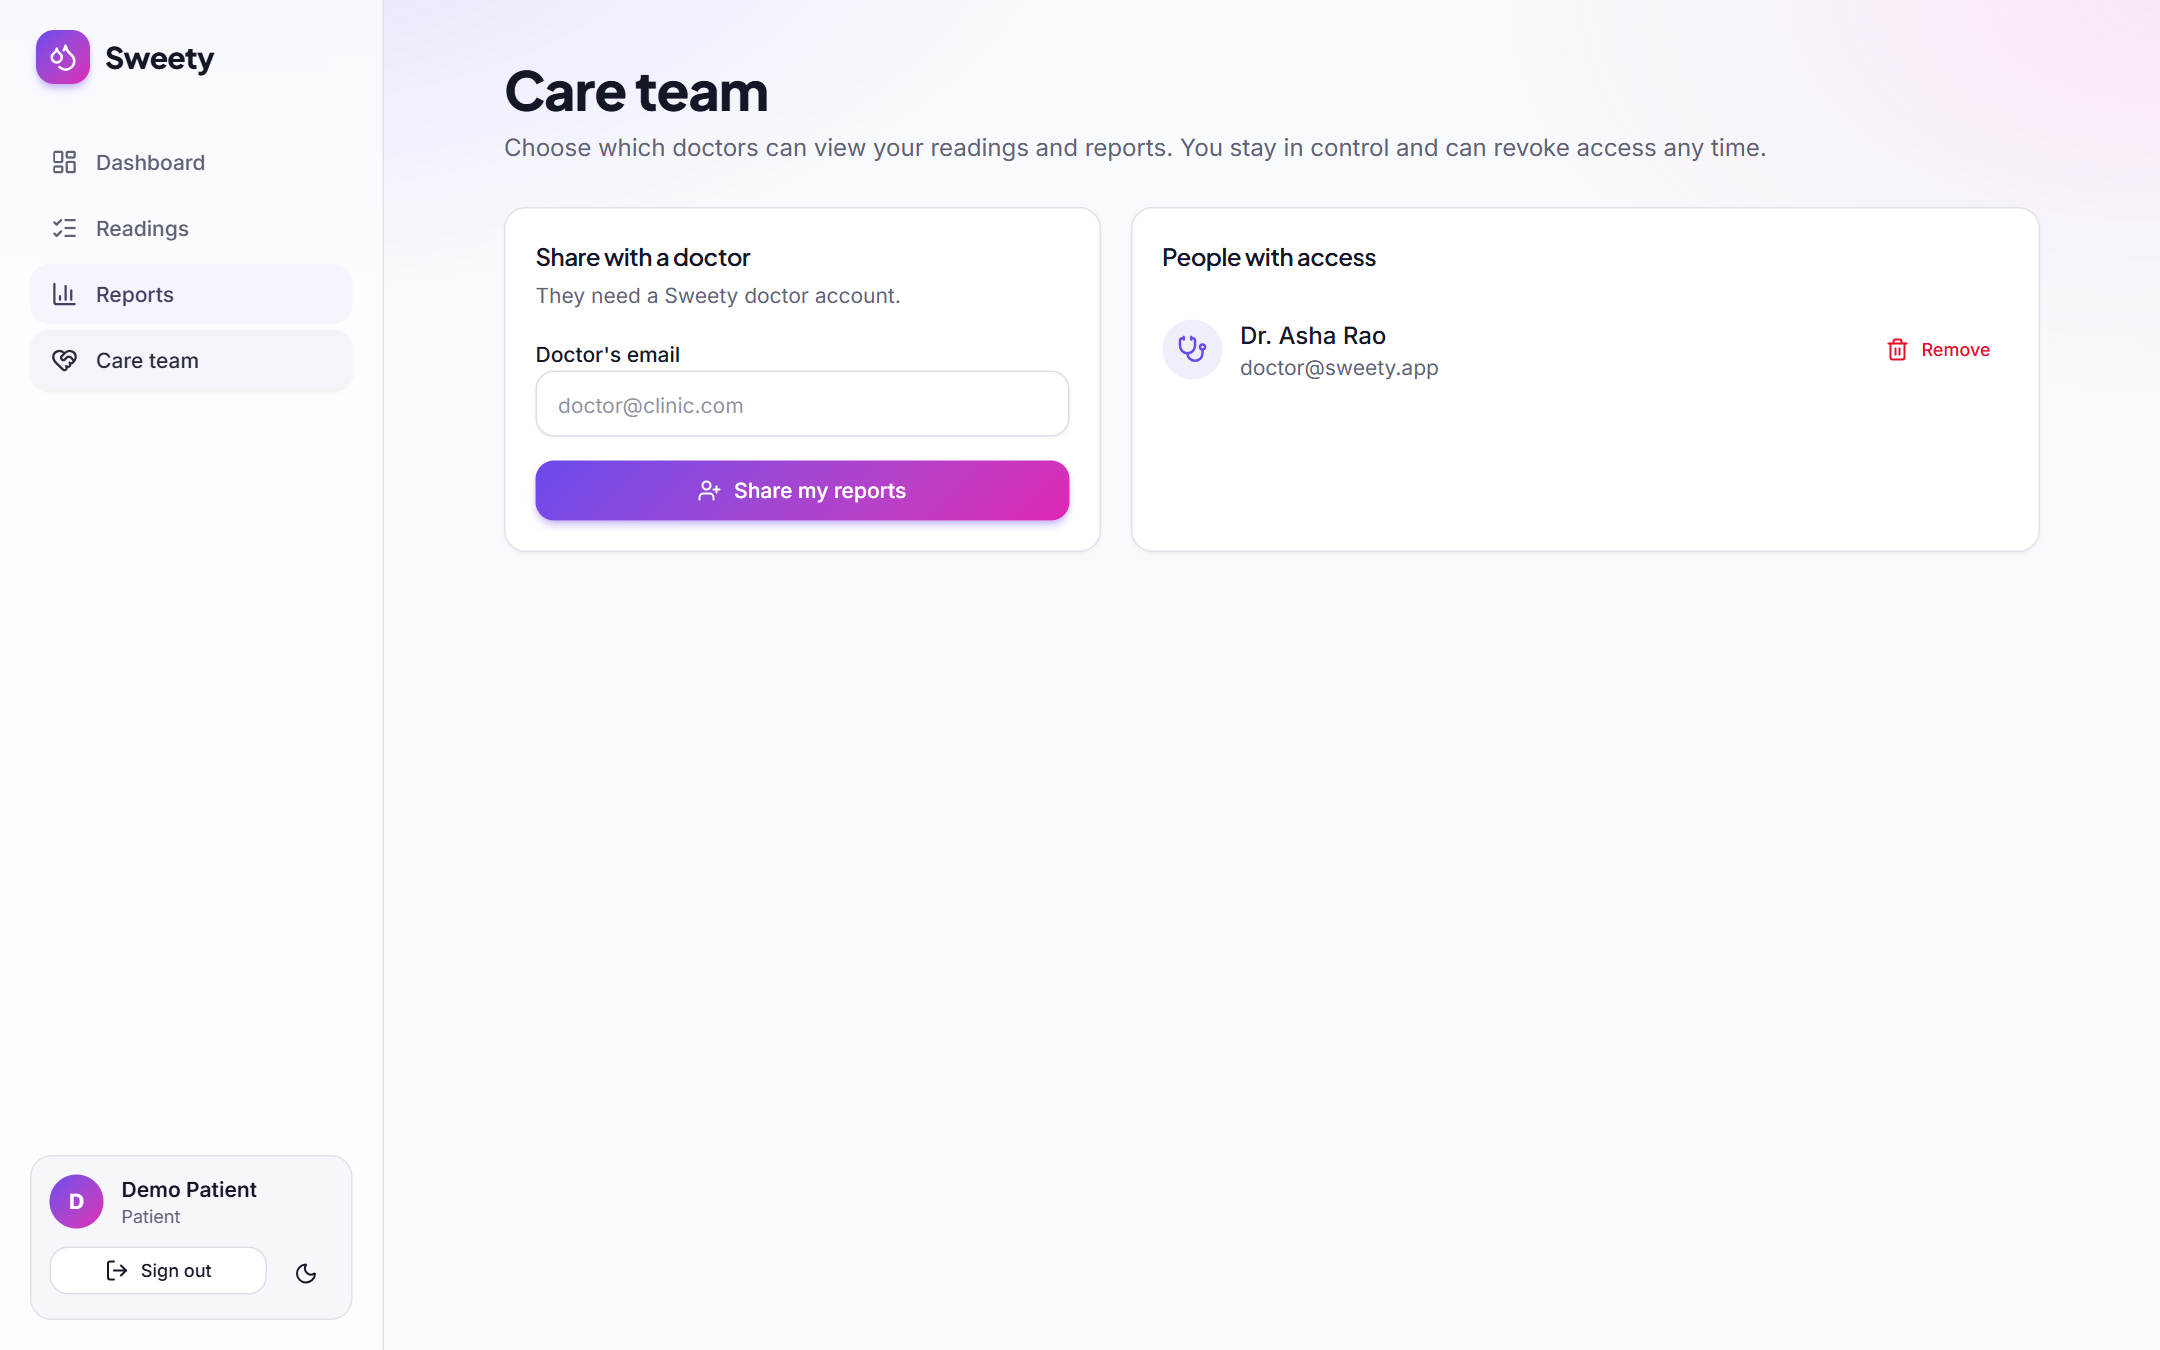 Sweety
Dashboard
Readings
Reports
Care team
Demo Patient
D
Patient
Sign out
Care team
Choose which doctors can view your readings and reports. You stay in control and can revoke access any time.
Share with a doctor
They need a Sweety doctor account.
Doctor's email
doctor@clinic.com
Share my reports
People with access
Dr. Asha Rao
doctor@sweety.app
Remove